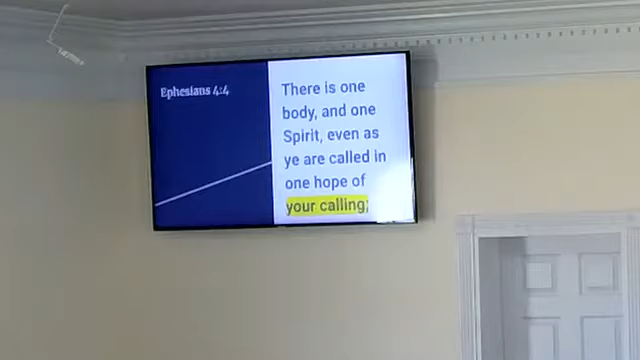 Ephesians 4:4
There is one
body, and one
Spirit, even as
ye are called in
one hope of
your calling;